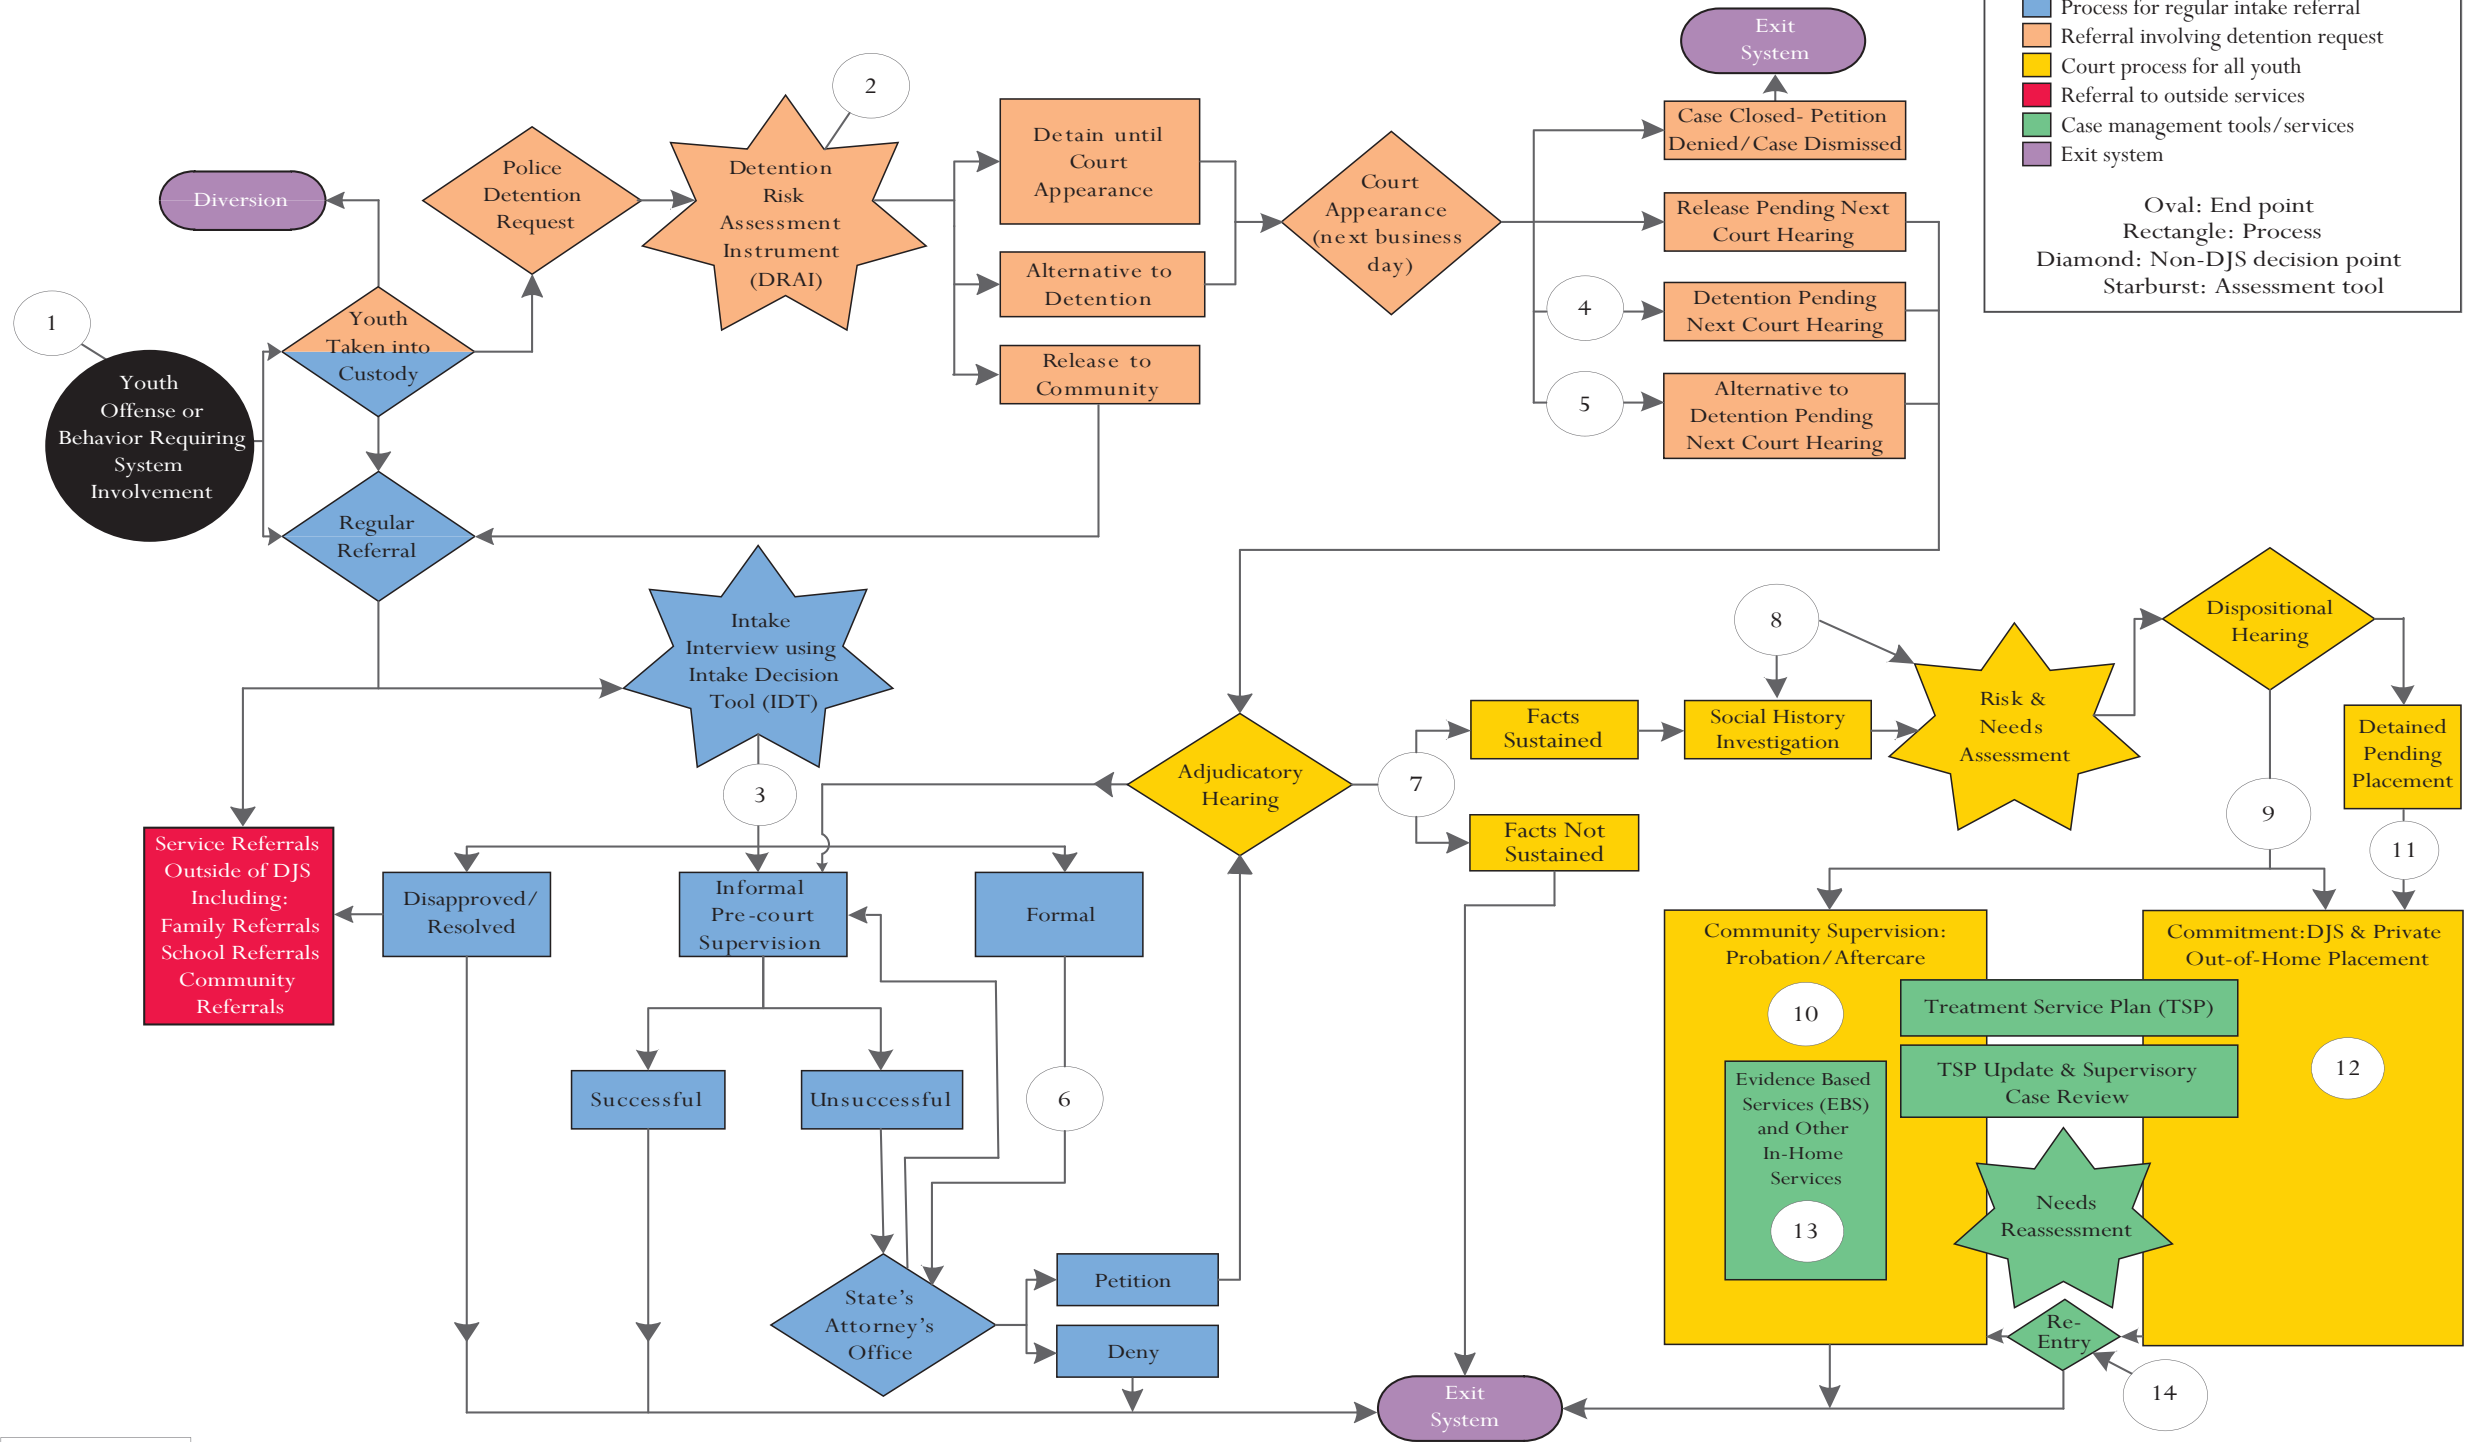 Process for regular intake referral
Referral involving detention request
Court process for all youth
Referral to outside services
Case management tools/services
Exit system
Oval: End point
Rectangle: Process
Diamond: Non-DJS decision point
Starburst: Assessment tool
Exit
System
Case Closed- Petition
Denied/Case Dismissed
Release Pending Next
Court Hearing
4
Detention Pending
Next Court Hearing
5
Alternative to
Detention Pending
Next Court Hearing
Court
Appearance
(next business
day)
Detain until
Court
Appearance
Alternative to
Detention
Release to
Community
2
Detention
Risk
Assessment
Instrument
(DRAI)
Police
Detention
Request
Diversion
Youth
Taken into
Custody
1
Youth
Offense or
Behavior Requiring
System
Involvement
Regular
Referral
Intake
Interview using
Intake Decision
Tool (IDT)
3
Service Referrals
Outside of DJS
Including:
Family Referrals
School Referrals
Community
Referrals
Disapproved/
Resolved
Informal
Pre-court
Supervision
Formal
Successful
Unsuccessful
6
State’s
Attorney’s
Office
Petition
Deny
Adjudicatory
Hearing
7
Facts
Sustained
Facts Not
Sustained
8
Social History
Investigation
Risk &
Needs
Assessment
Dispositional
Hearing
Detained
Pending
Placement
9
11
Community Supervision:
Probation/Aftercare
10
Evidence Based
Services (EBS)
and Other
In-Home
Services
13
Commitment:DJS & Private
Out-of-Home Placement
12
Treatment Service Plan (TSP)
TSP Update & Supervisory
Case Review
Needs
Reassessment
Re-
Entry
14
Exit
System